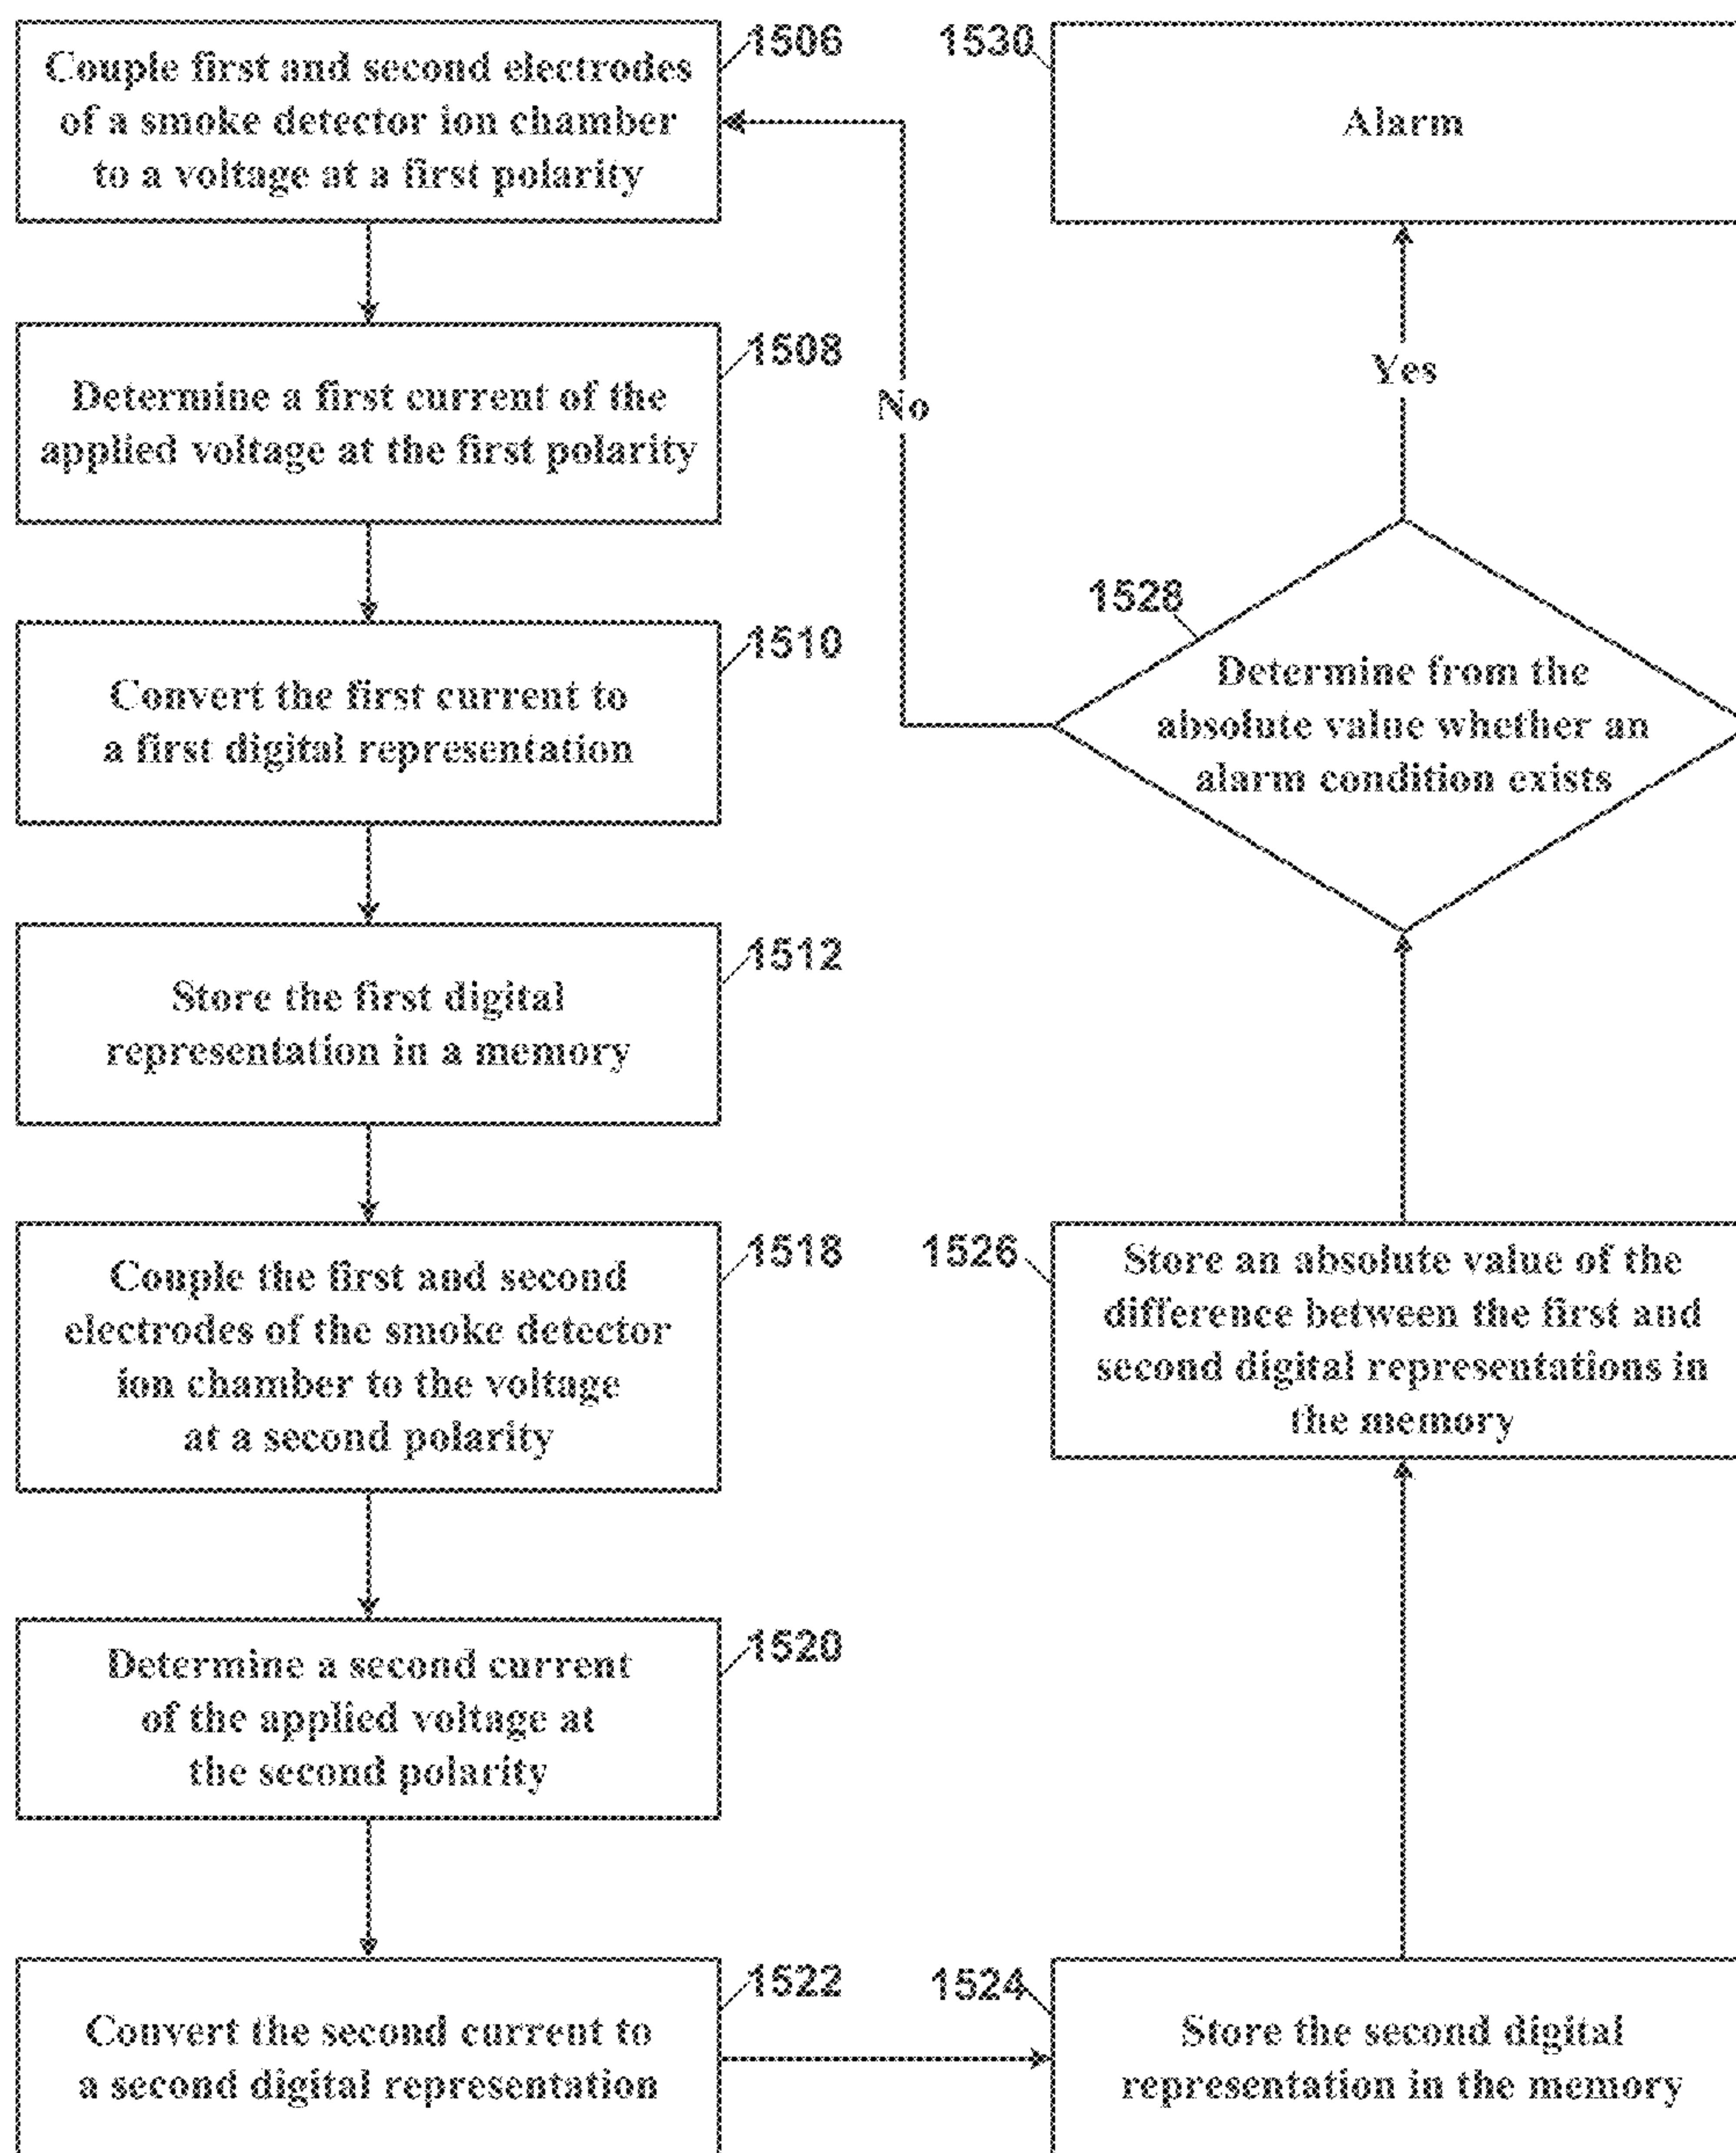 1506
Couple first and second electrodes
of a smoke detector ion chamber
to a voltage at a first polarity
1508
Determine a first current of the
applied voltage at the first polarity
1510
Convert the first current to
a first digital representation
1512
Store the first digital
representation in a memory
1518
Couple the first and second
electrodes of the smoke detector
ion chamber to the voltage
at a second polarity
1520
Determine a second current
of the applied voltage at
the second polarity
1522
Convert the second current to
a second digital representation
1524
Store the second digital
representation in the memory
1526
Store an absolute value of the
difference between the first and
second digital representations in
the memory
1528
Determine from the
absolute value whether an
alarm condition exists
No
Yes
1530
Alarm